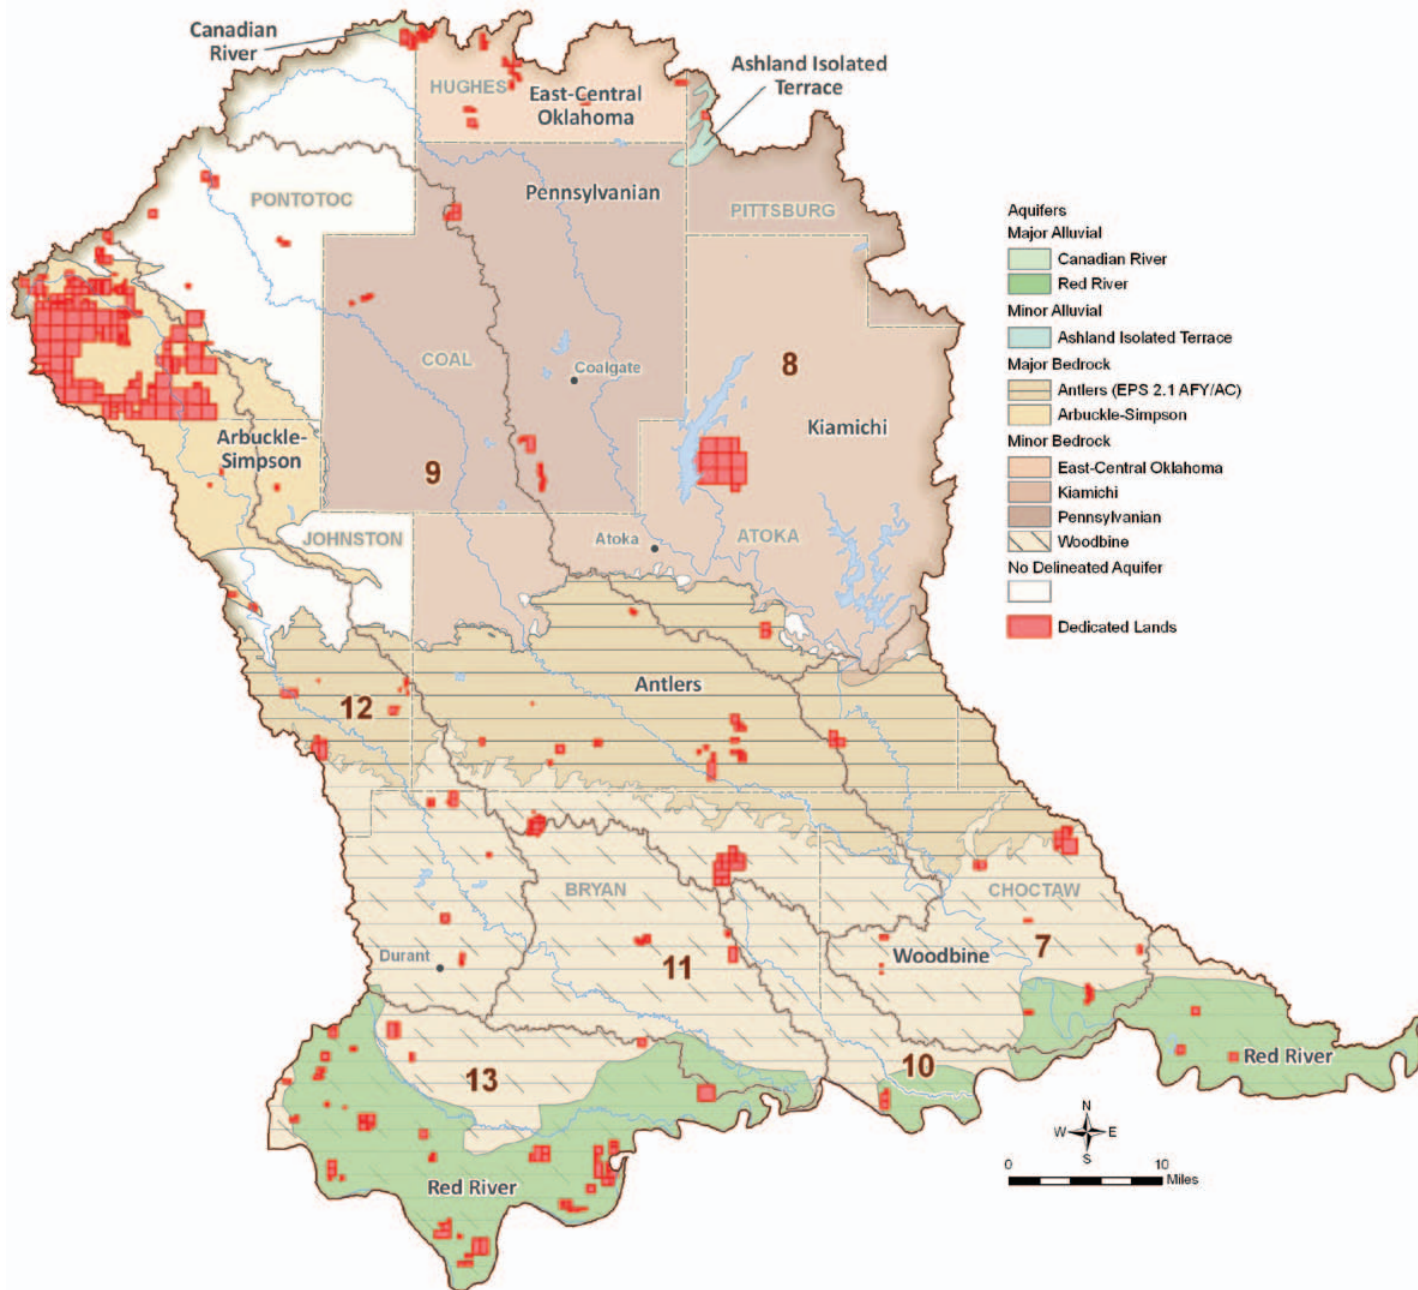 Canadian
River
HUGHES
East-Central
Oklahoma
Ashland Isolated
Terrace
Pennsylvanian
PONTOTOC
PITTSBURG
COAL
Coalgate
8
Kiamichi
Arbuckle-
Simpson
9
JOHNSTON
Atoka
ATOKA
Antlers
12
BRYAN
CHOCTAW
Durant
11
Woodbine
7
13
10
Red River
Red River
Aquifers
Major Alluvial
Canadian River
Red River
Minor Alluvial
Ashland Isolated Terrace
Major Bedrock
Antlers (EPS 2.1 AFY/AC)
Arbuckle-Simpson
Minor Bedrock
East-Central Oklahoma
Kiamichi
Pennsylvanian
Woodbine
No Delineated Aquifer
Dedicated Lands
N
W E
S
0 10
Miles